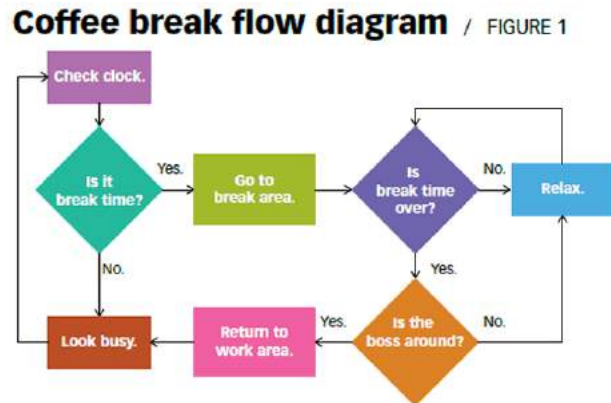 Coffee break flow diagram / FIGURE 1
Check clock.
Is it
break time?
Yes.
Go to
break area.
Is
break time
over?
No.
Relax.
No.
Yes.
Look busy.
Return to
work area.
Yes.
Is the
boss around?
No.